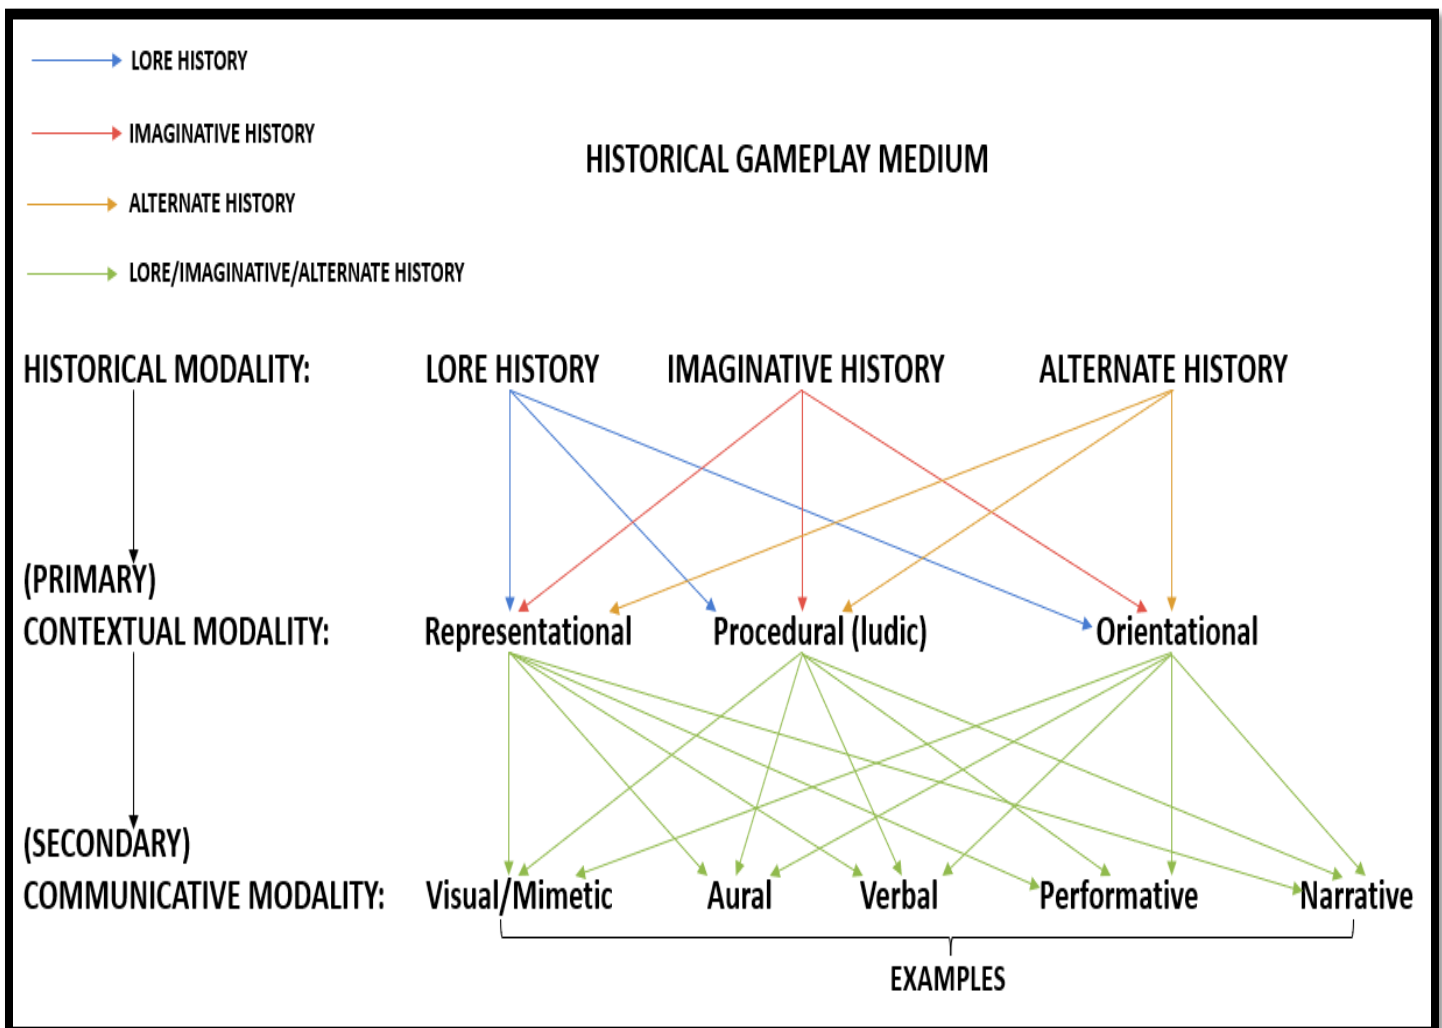 LORE HISTORY
IMAGINATIVE HISTORY
HISTORICAL GAMEPLAY MEDIUM
ALTERNATE HISTORY
LORE/IMAGINATIVE/ALTERNATE HISTORY
HISTORICAL MODALITY: LORE HISTORY IMAGINATIVE HISTORY ALTERNATE HISTORY
(PRIMARY)
CONTEXTUAL MODALITY: Representational Procedural (ludic) Orientational
(SECONDARY)
COMMUNICATIVE MODALITY: Visual/Mimetic Aural Verbal Performative Narrative
EXAMPLES